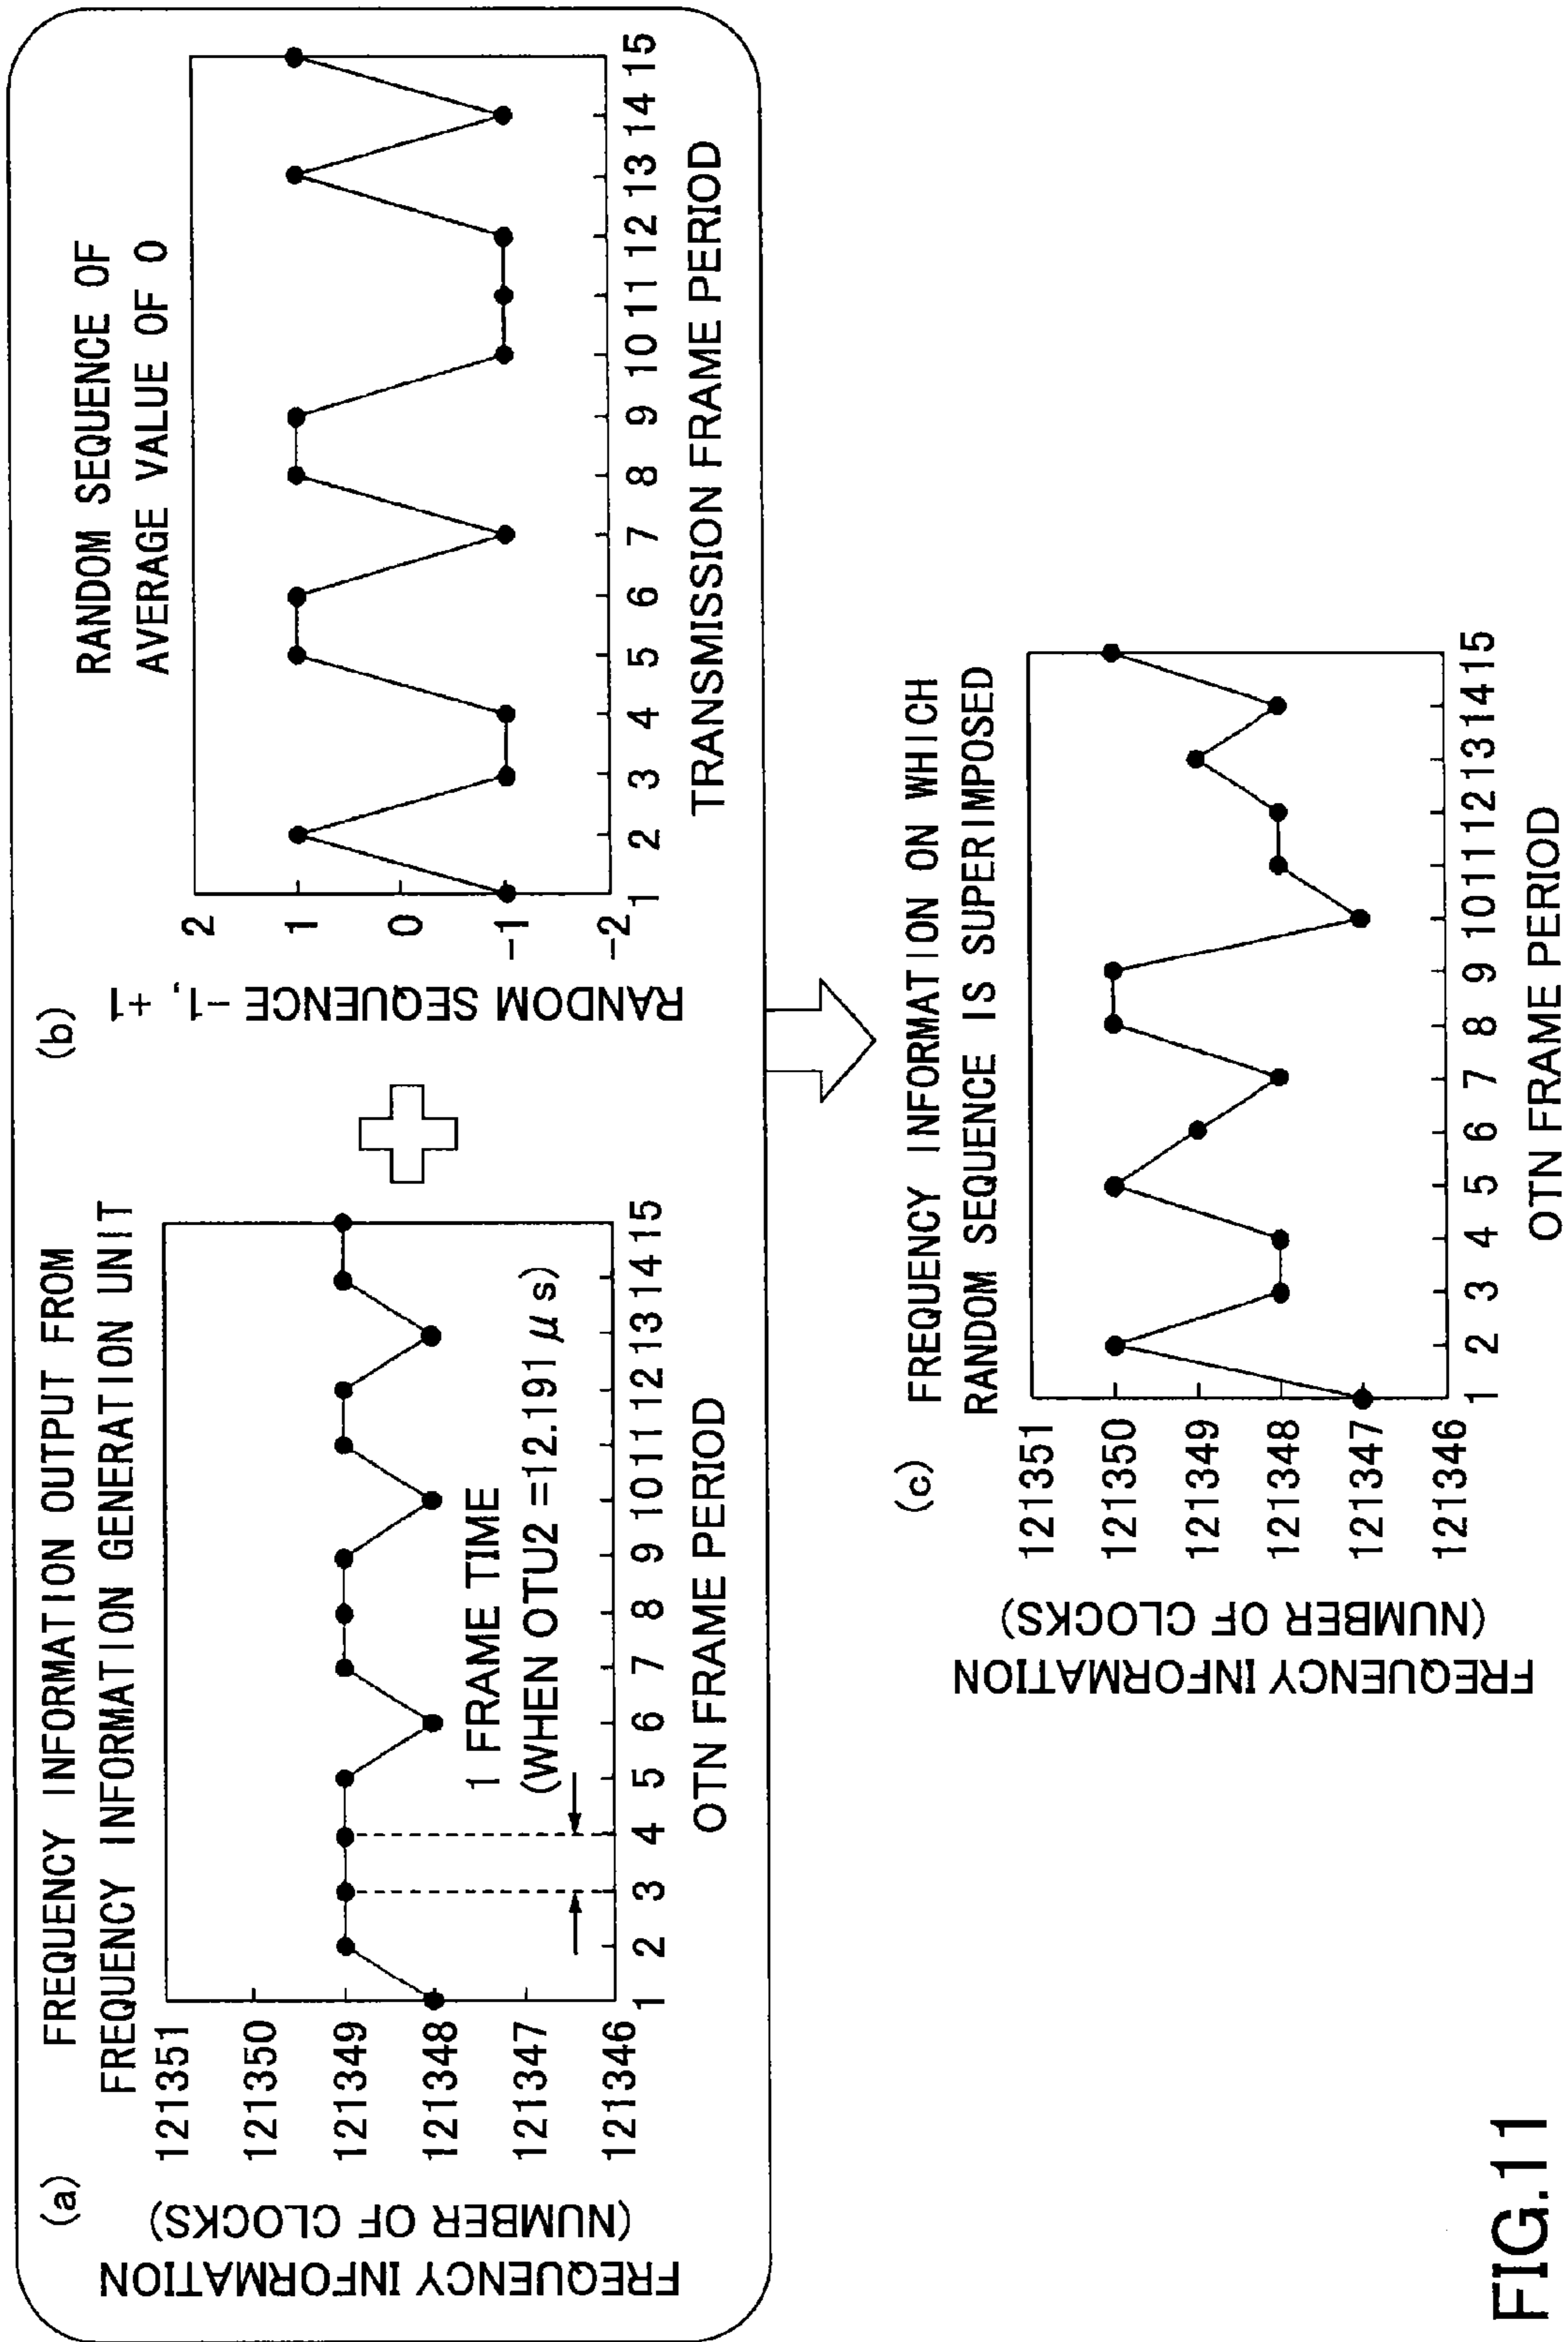 (a) FREQUENCY INFORMATION OUTPUT FROM
FREQUENCY INFORMATION GENERATION UNIT
FREQUENCY INFORMATION
(NUMBER OF CLOCKS)
121351
121350
121349
121348
121347
121346
1 FRAME TIME
(WHEN OTU2 =12.191 μs)
1 2 3 4 5 6 7 8 9 10 11 12 13 14 15
OTN FRAME PERIOD
(b)
RANDOM SEQUENCE OF
AVERAGE VALUE OF 0
RANDOM SEQUENCE -1, +1
2
1
0
-1
-2
1 2 3 4 5 6 7 8 9 10 11 12 13 14 15
TRANSMISSION FRAME PERIOD
(c) FREQUENCY INFORMATION ON WHICH
RANDOM SEQUENCE IS SUPERIMPOSED
FREQUENCY INFORMATION
(NUMBER OF CLOCKS)
121351
121350
121349
121348
121347
121346
1 2 3 4 5 6 7 8 9 10 11 12 13 14 15
OTN FRAME PERIOD
FIG.11